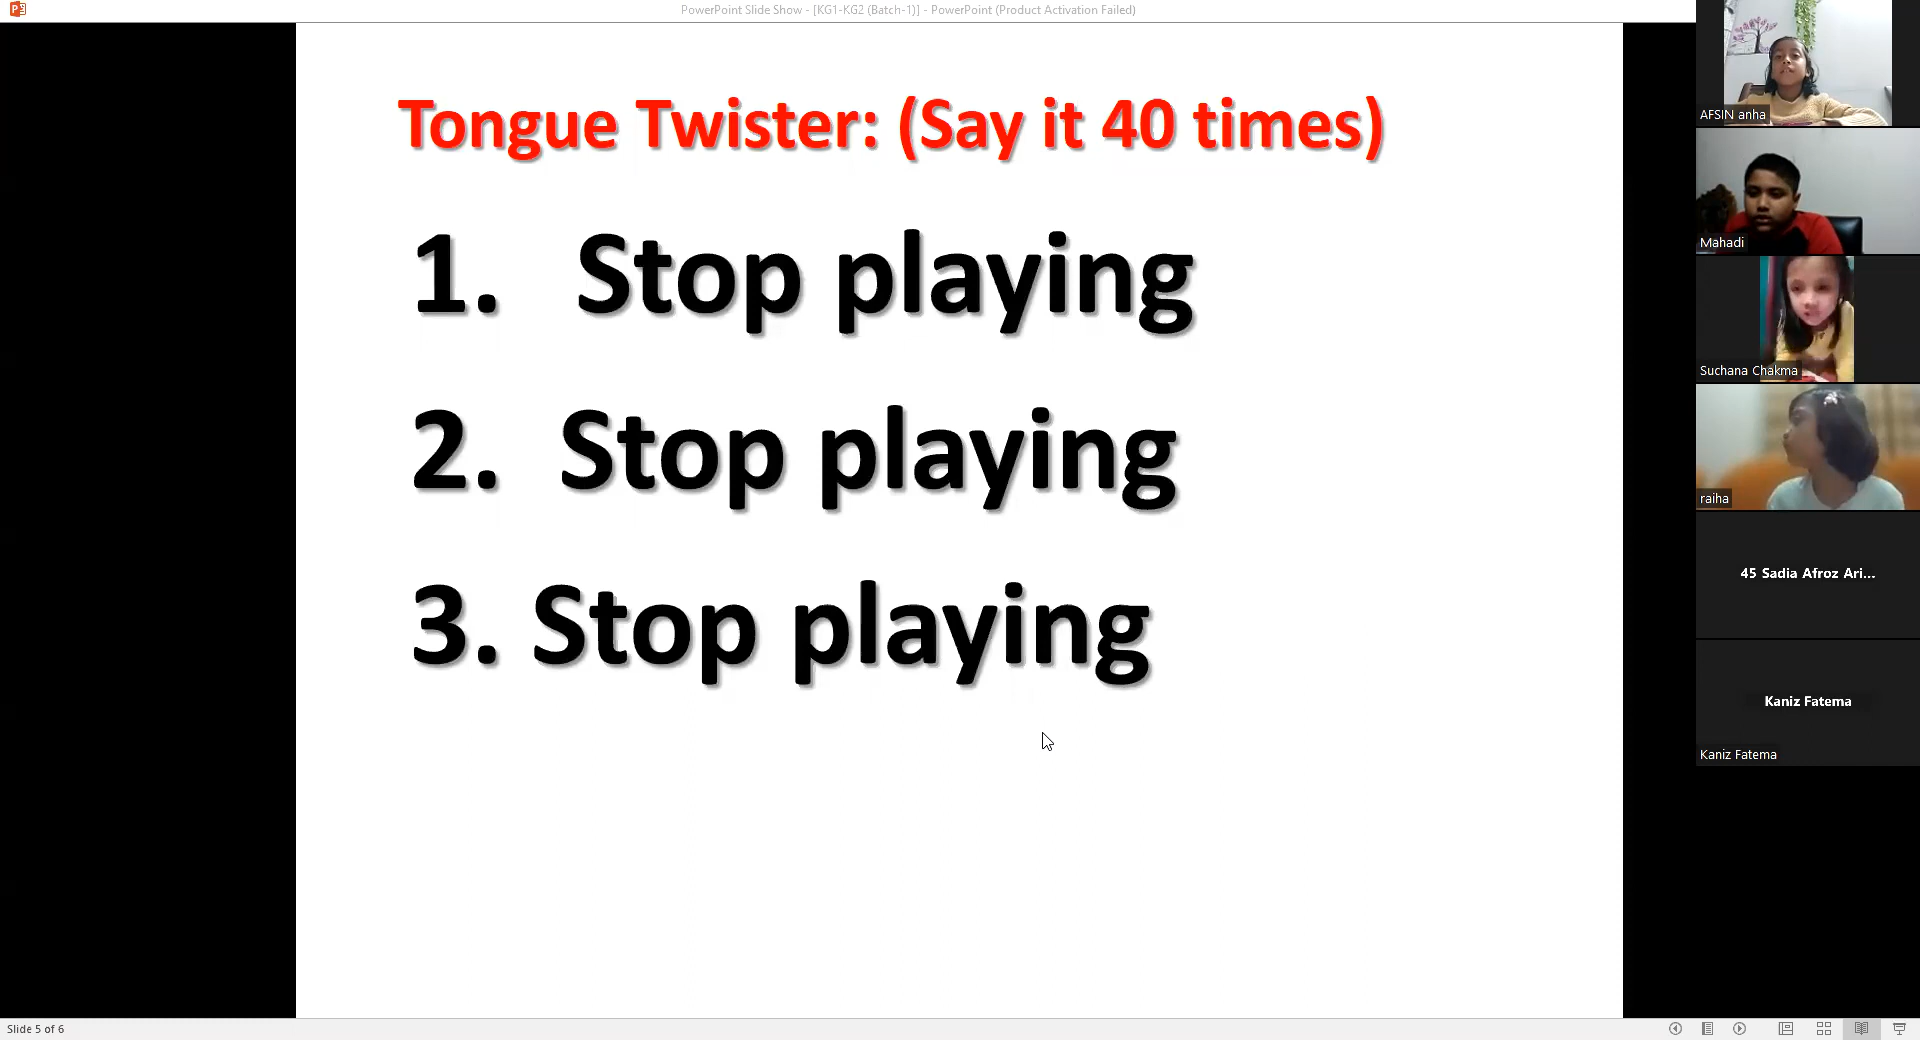 PowerPoint Slide Show - [KG1-KG2 (Batch-1)] - PowerPoint (Product Activation Failed)
Tongue Twister: (Say it 40 times)
1. Stop playing
2. Stop playing
3. Stop playing
AFSIN anha
Mahadi
Suchana Chakma
raiha
45 Sadia Afroz Ari...
Kaniz Fatema
Kaniz Fatema
Slide 5 of 6